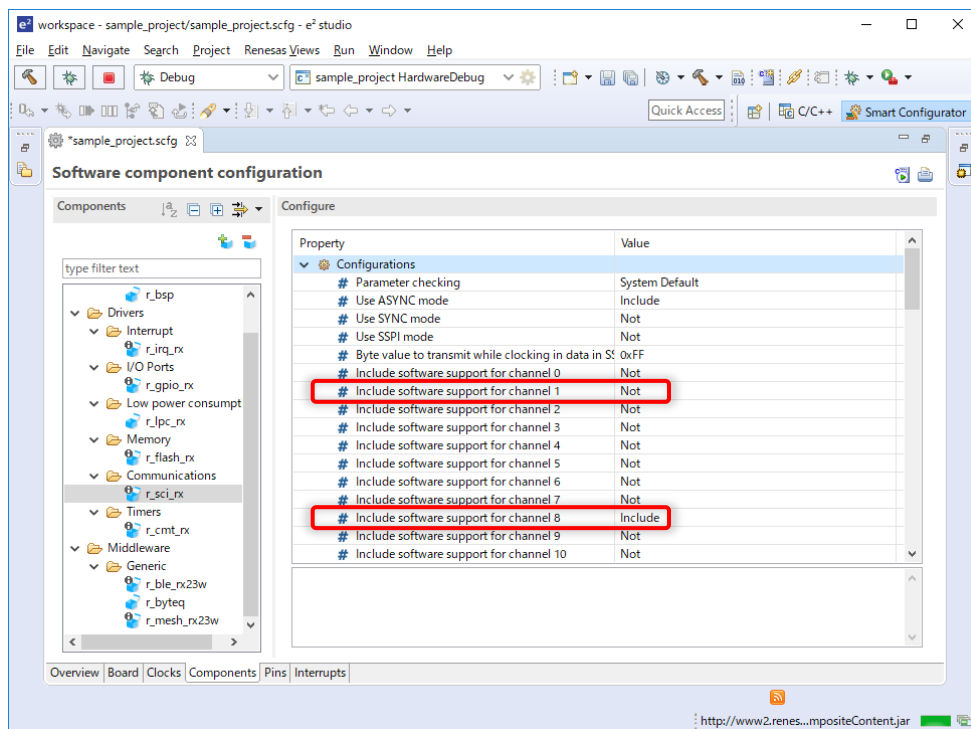 workspace - sample_project/sample_project.scfg - e² studio
File Edit Navigate Search Project Renesas Views Run Window Help
Debug
sample_project HardwareDebug
Quick Access
C/C++
Smart Configurator
*sample_project.scfg
Software component configuration
Components
Configure
type filter text
r_bsp
Drivers
Interrupt
r_irq_rx
I/O Ports
r_gpio_rx
Low power consumpt
r_lpc_rx
Memory
r_flash_rx
Communications
r_sci_rx
Timers
r_cmt_rx
Middleware
Generic
r_ble_rx23w
r_byteq
r_mesh_rx23w
Property Value
Configurations
# Parameter checking System Default
# Use ASYNC mode Include
# Use SYNC mode Not
# Use SSPI mode Not
# Byte value to transmit while clocking in data in SS 0xFF
# Include software support for channel 0 Not
# Include software support for channel 1 Not
# Include software support for channel 2 Not
# Include software support for channel 3 Not
# Include software support for channel 4 Not
# Include software support for channel 5 Not
# Include software support for channel 6 Not
# Include software support for channel 7 Not
# Include software support for channel 8 Include
# Include software support for channel 9 Not
# Include software support for channel 10 Not
Overview Board Clocks Components Pins Interrupts
http://www2.renes...mpositeContent.jar